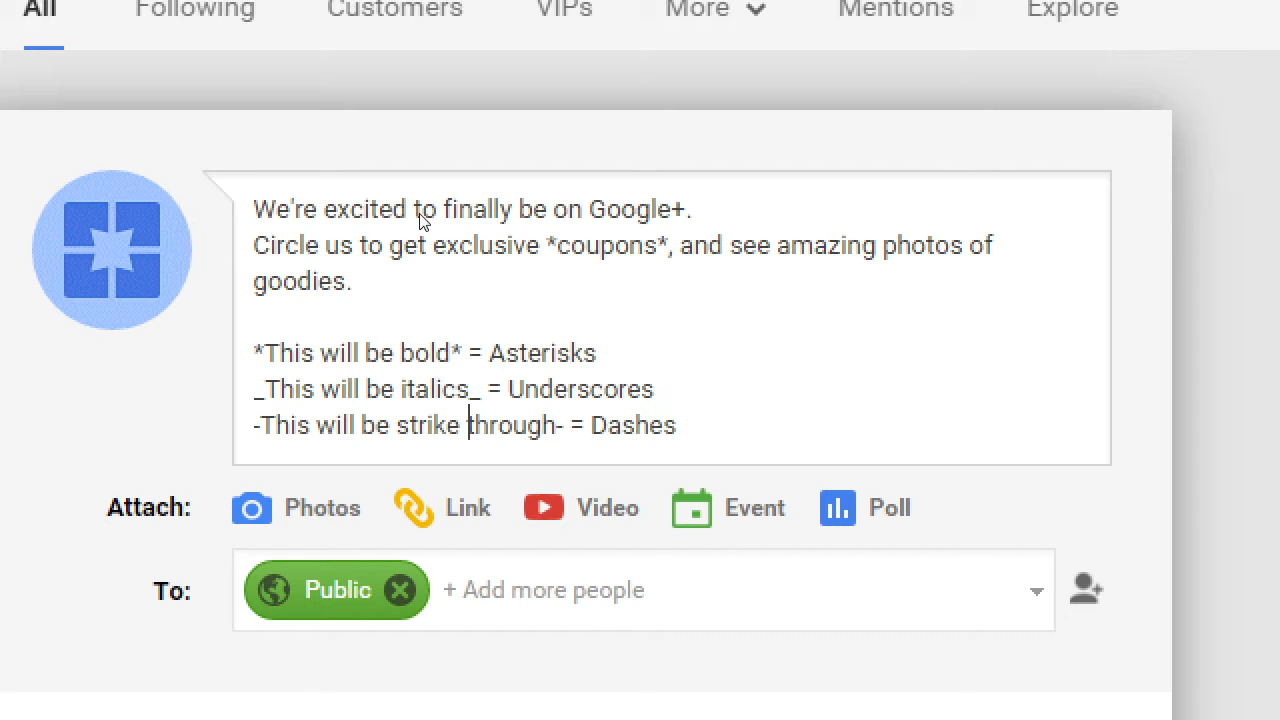 All Following Customers VIPs More Mentions Explore
We're excited to finally be on Google+.
Circle us to get exclusive *coupons*, and see amazing photos of
goodies.
*This will be bold* = Asterisks
_This will be italics_ = Underscores
-This will be strike through- = Dashes
Attach: Photos Link Video Event Poll
To: Public + Add more people